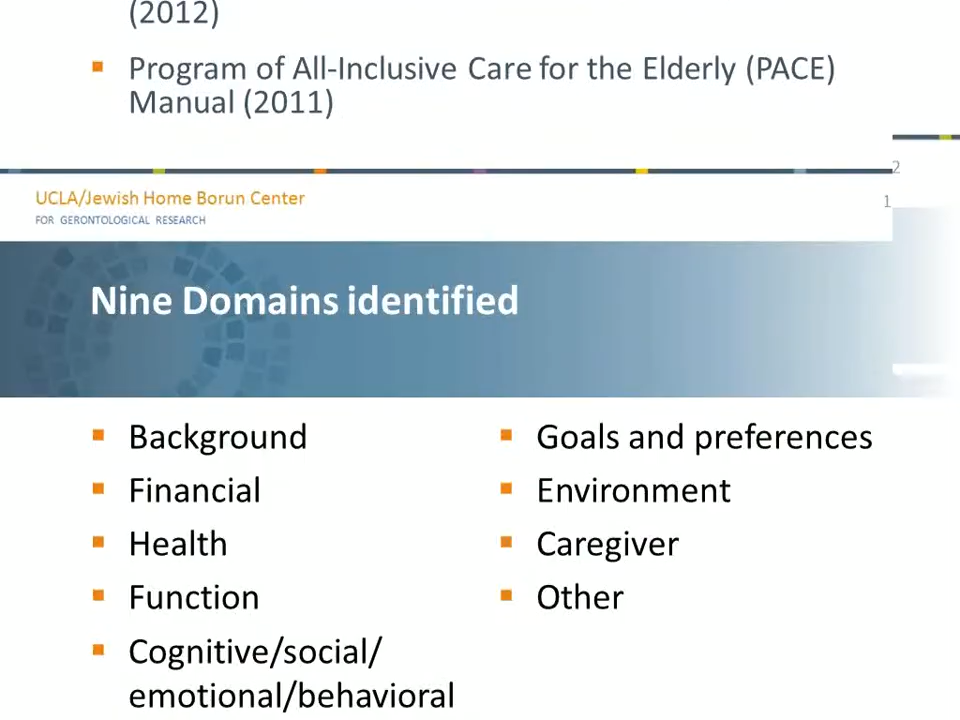 (2012)
Program of All-Inclusive Care for the Elderly (PACE)
Manual (2011)
2
UCLA/Jewish Home Borun Center
1
FOR GERONTOLOGICAL RESEARCH
Nine Domains identified
Background
Financial
Health
Function
Cognitive/social/
emotional/behavioral
Goals and preferences
Environment
Caregiver
Other